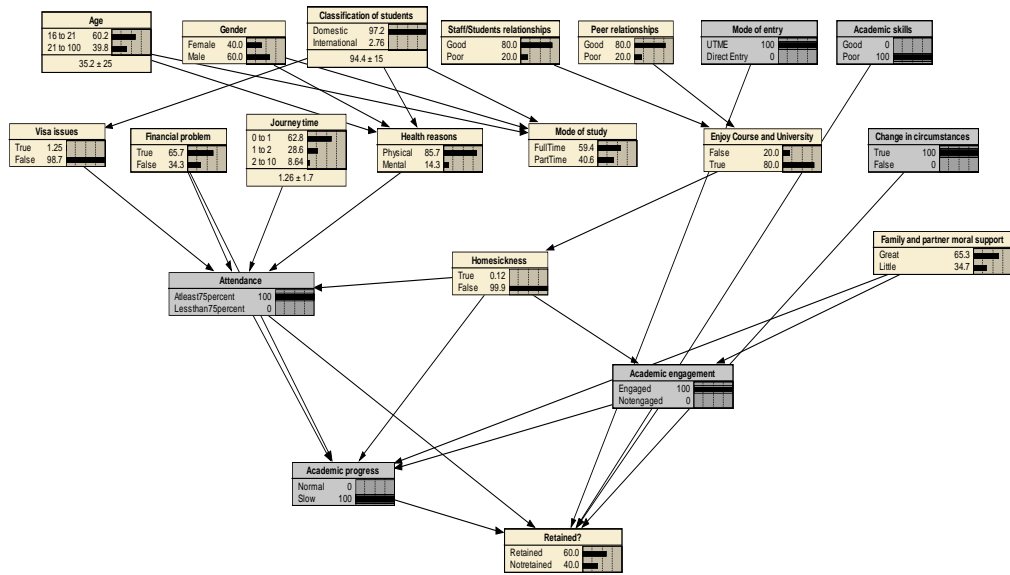 Age
16 to 21 60.2
21 to 100 39.8
35.2 ± 25
Gender
Female 40.0
Male 60.0
Classification of students
Domestic 97.2
International 2.76
94.4 ± 15
Staff/Students relationships
Good 80.0
Poor 20.0
Peer relationships
Good 80.0
Poor 20.0
Mode of entry
UTME 100
Direct Entry 0
Academic skills
Good 0
Poor 100
Visa issues
True 1.25
False 98.7
Financial problem
True 65.7
False 34.3
Journey time
0 to 1 62.8
1 to 2 28.6
2 to 10 8.64
1.26 ± 1.7
Health reasons
Physical 85.7
Mental 14.3
Mode of study
FullTime 59.4
PartTime 40.6
Enjoy Course and University
False 20.0
True 80.0
Change in circumstances
True 100
False 0
Family and partner moral support
Great 65.3
Little 34.7
Attendance
Atleast75percent 100
Lessthan75percent 0
Homesickness
True 0.12
False 99.9
Academic engagement
Engaged 100
Notengaged 0
Academic progress
Normal 0
Slow 100
Retained?
Retained 60.0
Notretained 40.0